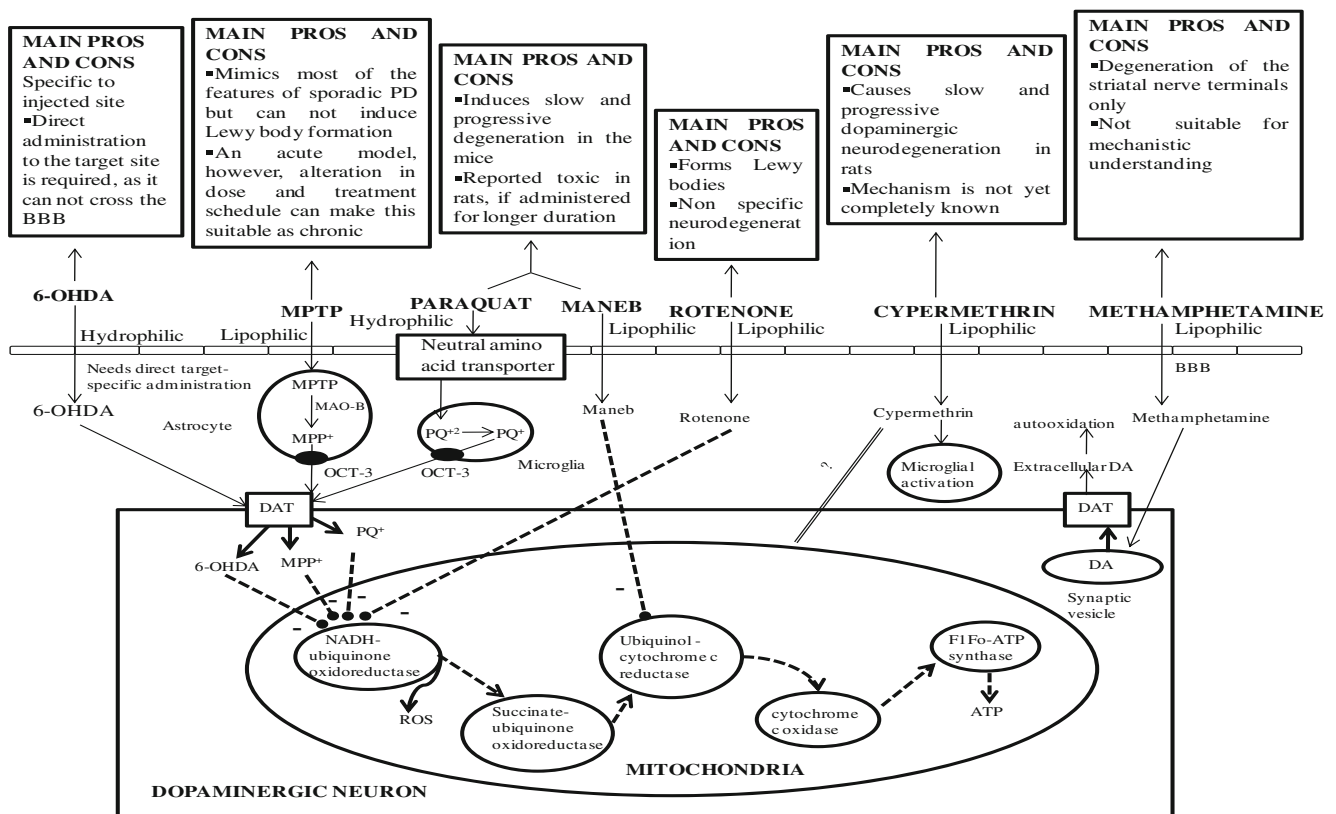 MAIN PROS
AND CONS
Specific to
injected site
▪Direct
administration
to the target site
is required, as it
can not cross the
BBB
MAIN PROS AND
CONS
▪Mimics most of the
features of sporadic PD
but can not induce
Lewy body formation
▪An acute model,
however, alteration in
dose and treatment
schedule can make this
suitable as chronic
MAIN PROS AND
CONS
▪Induces slow and
progressive
degeneration in the
mice
▪Reported toxic in
rats, if administered
for longer duration
MAIN PROS
AND CONS
▪Forms Lewy
bodies
▪Non specific
neurodegenerat
ion
MAIN PROS AND
CONS
▪Causes slow and
progressive
dopaminergic
neurodegeneration in
rats
▪Mechanism is not yet
completely known
MAIN PROS AND
CONS
▪Degeneration of the
striatal nerve terminals
only
▪Not suitable for
mechanistic
understanding
6-OHDA
MPTP
PARAQUAT
MANEB
ROTENONE
CYPERMETHRIN
METHAMPHETAMINE
Hydrophilic
Lipophilic
Hydrophilic
Lipophilic
Lipophilic
Lipophilic
Lipophilic
Neutral amino
acid transporter
BBB
Needs direct target-
specific administration
6-OHDA
Astrocyte
MPTP
MAO-B
MPP+
OCT-3
PQ+2
PQ+
OCT-3
Microglia
Maneb
Rotenone
Cypermethrin
?
Microglial
activation
autooxidation
Extracellular DA
Methamphetamine
DAT
DAT
PQ+
6-OHDA
MPP+
DA
Synaptic
vesicle
-
-
-
-
-
NADH-
ubiquinone
oxidoreductase
ROS
Succinate-
ubiquinone
oxidoreductase
Ubiquinol-
cytochrome c
reductase
cytochrome
c oxidase
F1Fo-ATP
synthase
ATP
MITOCHONDRIA
DOPAMINERGIC NEURON